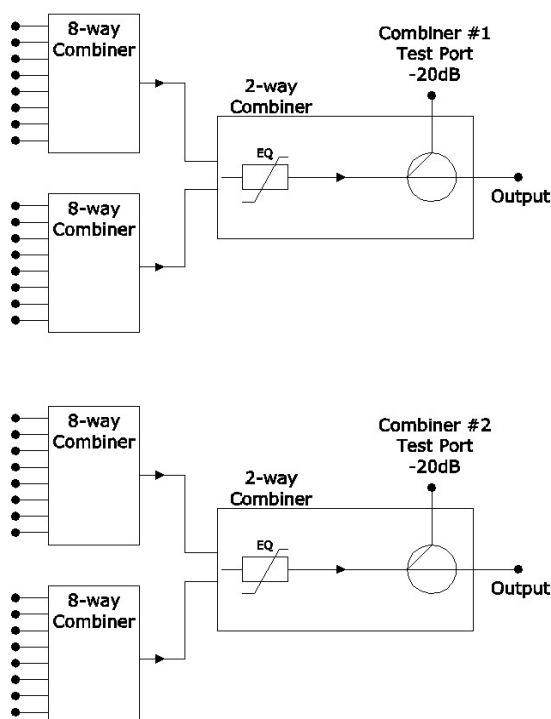 8-way
Combiner
Combiner #1
Test Port
-20dB
2-way
Combiner
EQ
Output
8-way
Combiner
8-way
Combiner
Combiner #2
Test Port
-20dB
2-way
Combiner
EQ
Output
8-way
Combiner